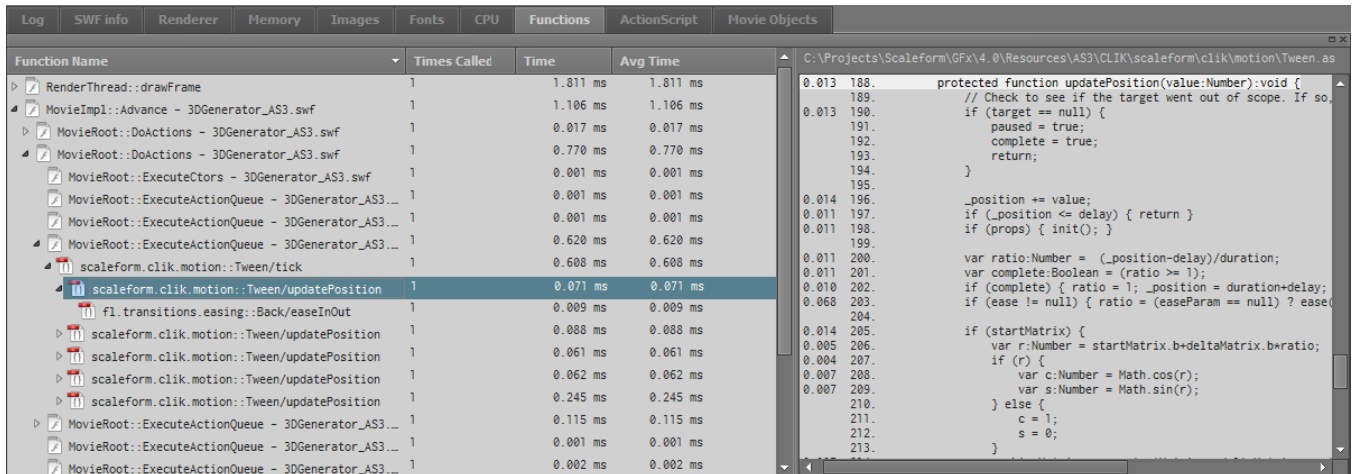 Log SWF info Renderer Memory Images Fonts CPU Functions ActionScript Movie Objects
Function Name Times Called Time Avg Time
RenderThread::drawFrame 1 1.811 ms 1.811 ms
MovieImpl::Advance - 3DGenerator_AS3.swf 1 1.106 ms 1.106 ms
MovieRoot::DoActions - 3DGenerator_AS3.swf 1 0.017 ms 0.017 ms
MovieRoot::DoActions - 3DGenerator_AS3.swf 1 0.770 ms 0.770 ms
MovieRoot::ExecuteCtors - 3DGenerator_AS3.swf 1 0.001 ms 0.001 ms
MovieRoot::ExecuteActionQueue - 3DGenerator_AS3.… 1 0.001 ms 0.001 ms
MovieRoot::ExecuteActionQueue - 3DGenerator_AS3.… 1 0.001 ms 0.001 ms
MovieRoot::ExecuteActionQueue - 3DGenerator_AS3.… 1 0.620 ms 0.620 ms
scaleform.clik.motion::Tween/tick 1 0.608 ms 0.608 ms
scaleform.clik.motion::Tween/updatePosition 1 0.071 ms 0.071 ms
fl.transitions.easing::Back/easeInOut 1 0.009 ms 0.009 ms
scaleform.clik.motion::Tween/updatePosition 1 0.088 ms 0.088 ms
scaleform.clik.motion::Tween/updatePosition 1 0.061 ms 0.061 ms
scaleform.clik.motion::Tween/updatePosition 1 0.062 ms 0.062 ms
scaleform.clik.motion::Tween/updatePosition 1 0.245 ms 0.245 ms
MovieRoot::ExecuteActionQueue - 3DGenerator_AS3.… 1 0.115 ms 0.115 ms
MovieRoot::ExecuteActionQueue - 3DGenerator_AS3.… 1 0.001 ms 0.001 ms
MovieRoot::ExecuteActionQueue - 3DGenerator_AS3.… 1 0.002 ms 0.002 ms
C:\Projects\Scaleform\GFx\4.0\Resources\AS3\CLIK\scaleform\clik\motion\Tween.as
0.013 188. protected function updatePosition(value:Number):void {
189. // Check to see if the target went out of scope. If so,
0.013 190. if (target == null) {
191. paused = true;
192. complete = true;
193. return;
194. }
195.
0.014 196. _position += value;
0.011 197. if (_position <= delay) { return }
0.011 198. if (props) { init(); }
199.
0.011 200. var ratio:Number = (_position-delay)/duration;
0.011 201. var complete:Boolean = (ratio >= 1);
0.010 202. if (complete) { ratio = 1; _position = duration+delay;
0.068 203. if (ease != null) { ratio = (easeParam == null) ? ease(
204.
0.014 205. if (startMatrix) {
0.005 206. var r:Number = startMatrix.b+deltaMatrix.b*ratio;
0.004 207. if (r) {
0.007 208. var c:Number = Math.cos(r);
0.007 209. var s:Number = Math.sin(r);
210. } else {
211. c = 1;
212. s = 0;
213. }